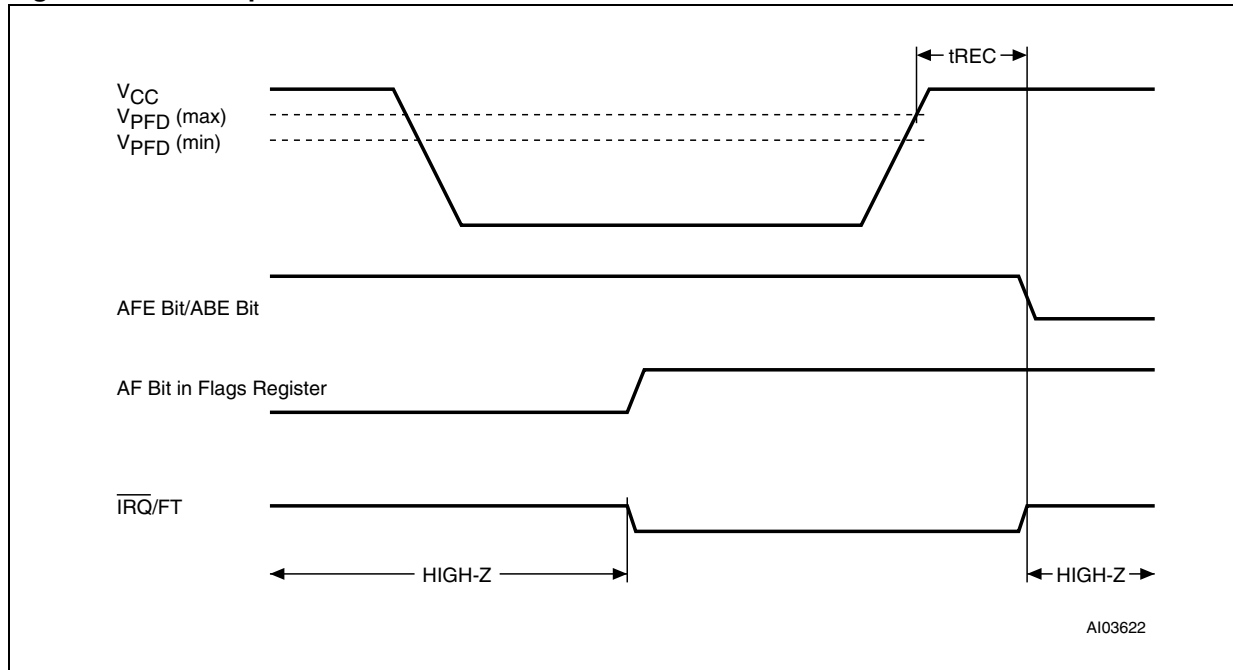 tREC
VCC
VPFD (max)
VPFD (min)
AFE Bit/ABE Bit
AF Bit in Flags Register
IRQ/FT
HIGH-Z
HIGH-Z
AI03622